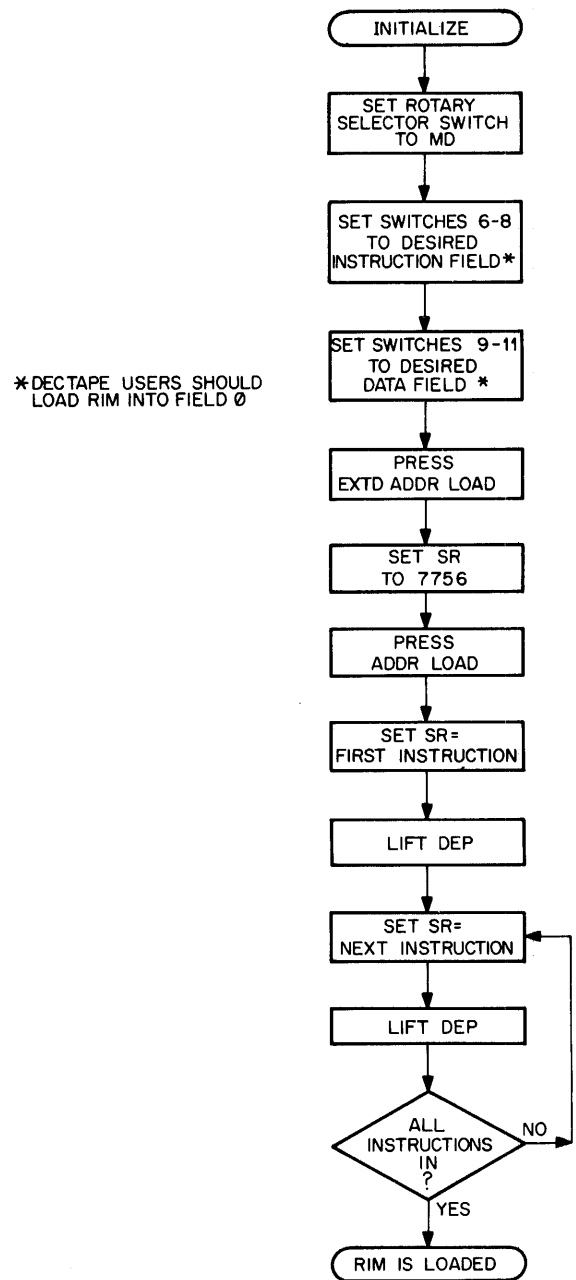 INITIALIZE
SET ROTARY
SELECTOR SWITCH
TO MD
SET SWITCHES 6-8
TO DESIRED
INSTRUCTION FIELD*
SET SWITCHES 9-11
TO DESIRED
DATA FIELD *
*DECTAPE USERS SHOULD
LOAD RIM INTO FIELD Ø
PRESS
EXTD ADDR LOAD
SET SR
TO 7756
PRESS
ADDR LOAD
SET SR=
FIRST INSTRUCTION
LIFT DEP
SET SR=
NEXT INSTRUCTION
LIFT DEP
ALL
INSTRUCTIONS
IN
?
NO
YES
RIM IS LOADED